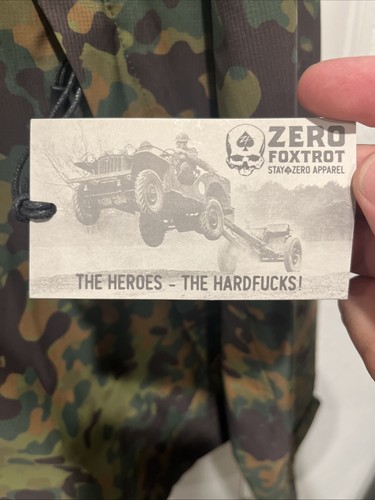 ZERO
FOXTROT
STAY♠ZERO APPAREL
THE HEROES - THE HARDFUCKS!